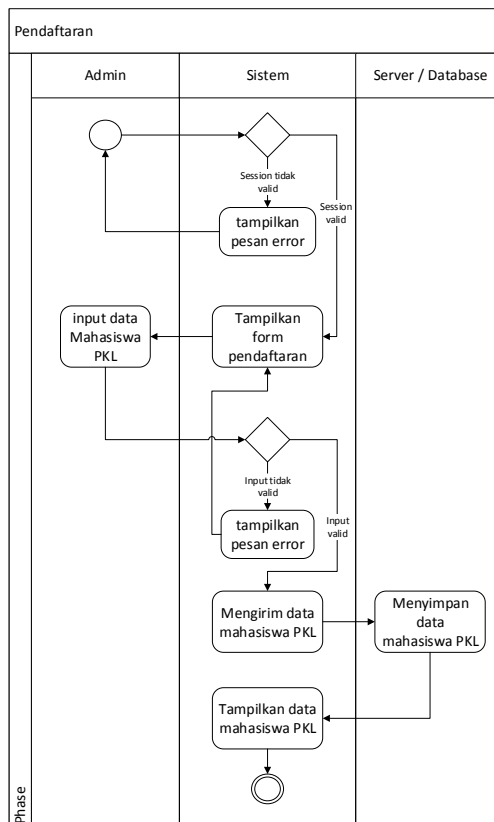 Pendaftaran
Admin
Sistem
Server / Database
Session tidak
valid
Session
valid
tampilkan
pesan error
input data
Mahasiswa
PKL
Tampilkan
form
pendaftaran
Input tidak
valid
Input
valid
tampilkan
pesan error
Mengirim data
mahasiswa PKL
Menyimpan
data
mahasiswa PKL
Tampilkan data
mahasiswa PKL
Phase